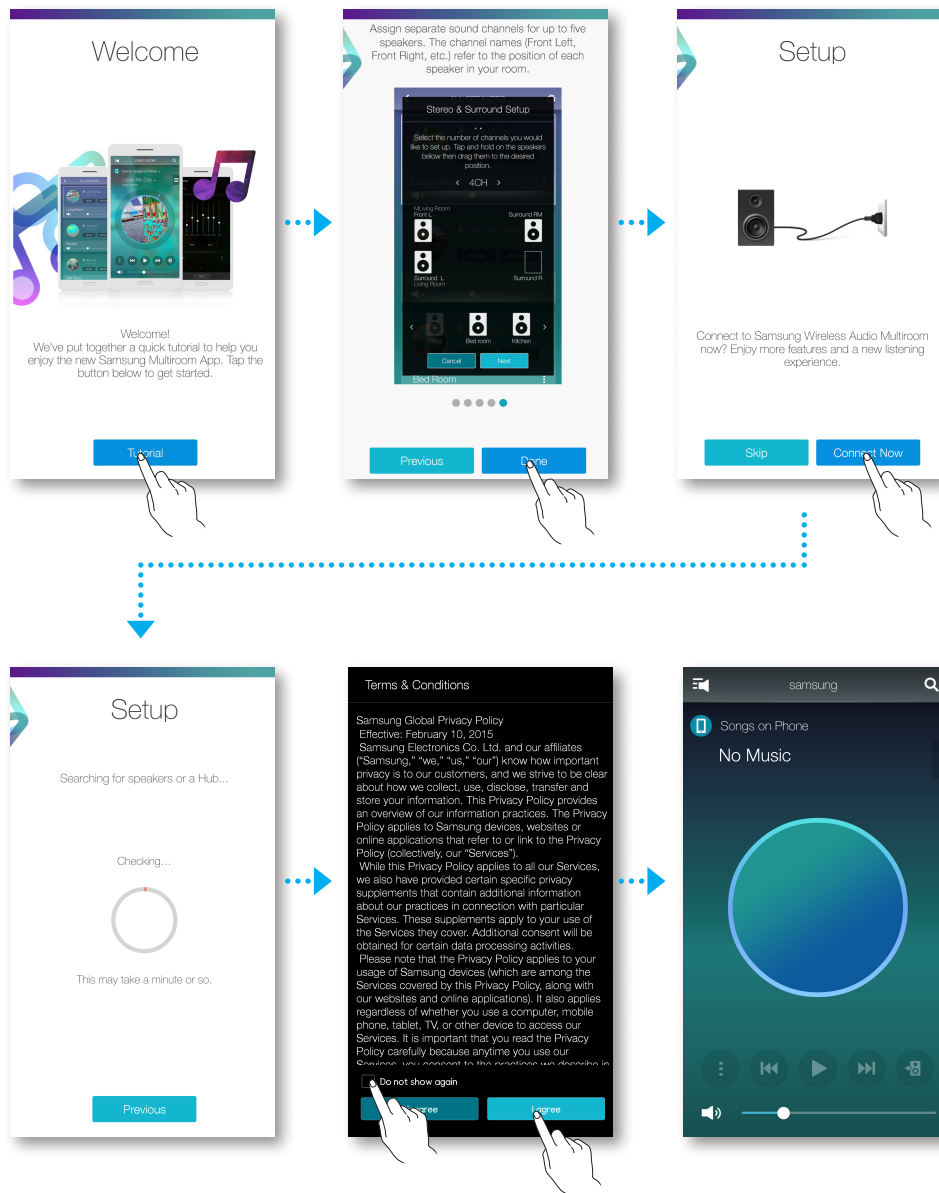 Welcome
Welcome!
We've put together a quick tutorial to help you
enjoy the new Samsung Multiroom App. Tap the
button below to get started.
Tutorial
Assign separate sound channels for up to five
speakers. The channel names (Front Left,
Front Right, etc.) refer to the position of each
speaker in your room.
Stereo & Surround Setup
Select the number of channels you would
like to set up. Tap and hold on the speakers
below then drag them to the desired
position.
< 4CH >
MLiving Room
Front L
Surround RM
Surround L
Living Room
Surround R
Office
Bed room
Kitchen
Cancel
Next
Bed Room
Previous
Done
Setup
Connect to Samsung Wireless Audio Multiroom
now? Enjoy more features and a new listening
experience.
Skip
Connect Now
Setup
Searching for speakers or a Hub...
Checking...
This may take a minute or so.
Previous
Terms & Conditions
Samsung Global Privacy Policy
Effective: February 10, 2015
Samsung Electronics Co. Ltd. and our affiliates
("Samsung," "we," "us," "our") know how important
privacy is to our customers, and we strive to be clear
about how we collect, use, disclose, transfer and
store your information. This Privacy Policy provides
an overview of our information practices. The Privacy
Policy applies to Samsung devices, websites or
online applications that refer to or link to the Privacy
Policy (collectively, our "Services").
While this Privacy Policy applies to all our Services,
we also have provided certain specific privacy
supplements that contain additional information
about our practices in connection with particular
Services. These supplements apply to your use of
the Services they cover. Additional consent will be
obtained for certain data processing activities.
Please note that the Privacy Policy applies to your
usage of Samsung devices (which are among the
Services covered by this Privacy Policy, along with
our websites and online applications). It also applies
regardless of whether you use a computer, mobile
phone, tablet, TV, or other device to access our
Services. It is important that you read the Privacy
Policy carefully because anytime you use our
Services, you consent to the practices we describe in
Do not show again
I agree
samsung
Songs on Phone
No Music